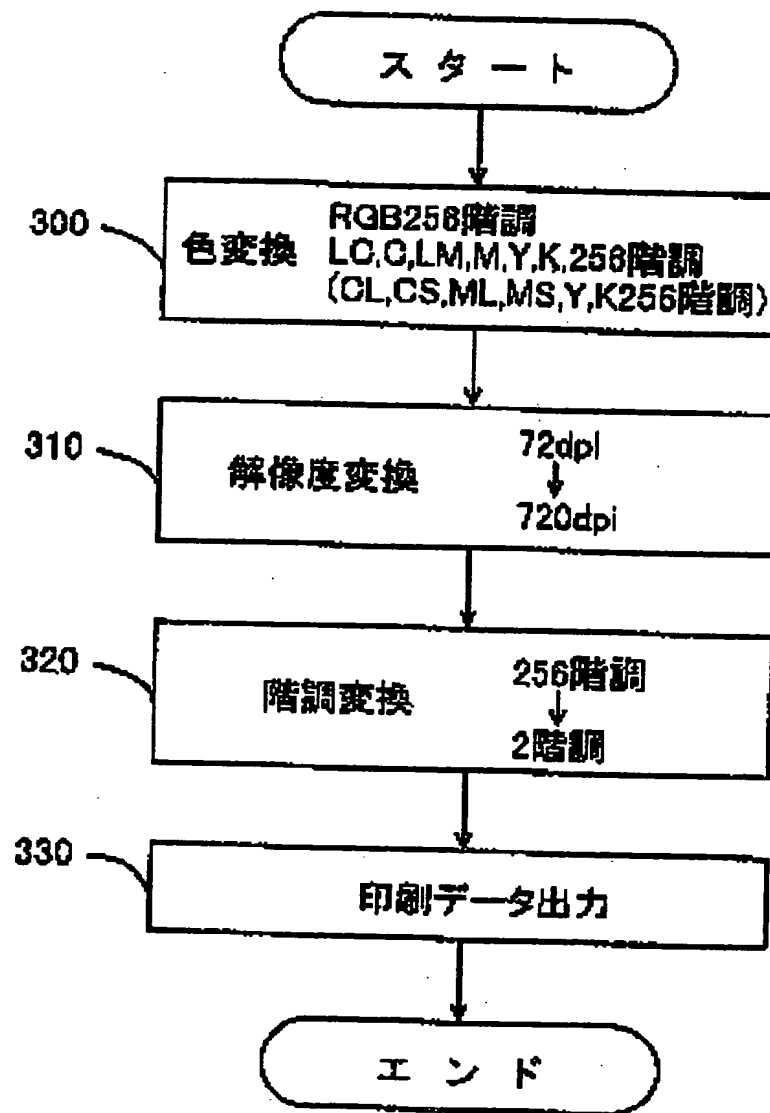 スタート
300
色変換
RGB256階調
LC,C,LM,M,Y,K,256階調
(CL,CS,ML,MS,Y,K256階調)
310
解像度変換
72dpi
720dpi
320
階調変換
256階調
2階調
330
印刷データ出力
エンド